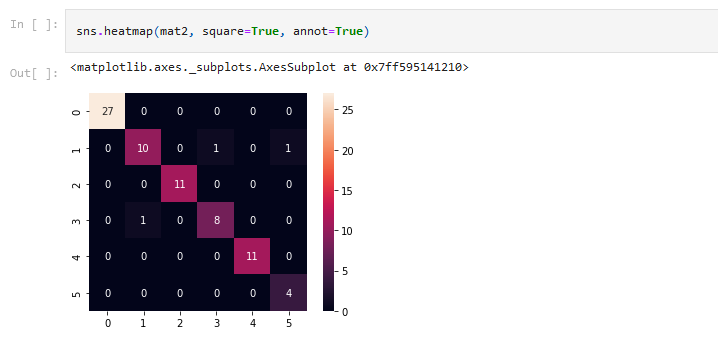 In [ ]: sns.heatmap(mat2, square=True, annot=True)
Out[ ]: <matplotlib.axes._subplots.AxesSubplot at 0x7ff595141210>
0 27 0 0 0 0 0
1 0 10 0 1 0 1
2 0 0 11 0 0 0
3 0 1 0 8 0 0
4 0 0 0 0 11 0
5 0 0 0 0 0 4
0 1 2 3 4 5
25
20
15
10
5
0